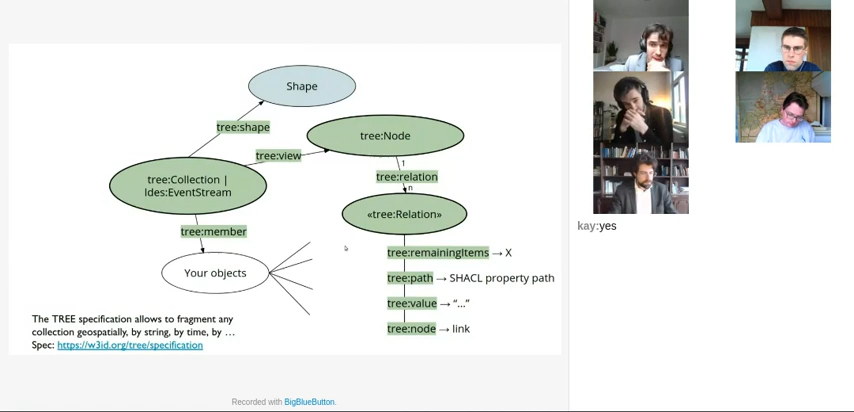 Shape
tree:shape
tree:Node
tree:view
1
tree:relation
n
tree:Collection |
ldes:EventStream
«tree:Relation»
tree:member
Your objects
tree:remainingItems → X
tree:path → SHACL property path
tree:value → “...”
tree:node → link
The TREE specification allows to fragment any
collection geospatially, by string, by time, by …
Spec: https://w3id.org/tree/specification
kay:yes
Recorded with BigBlueButton.